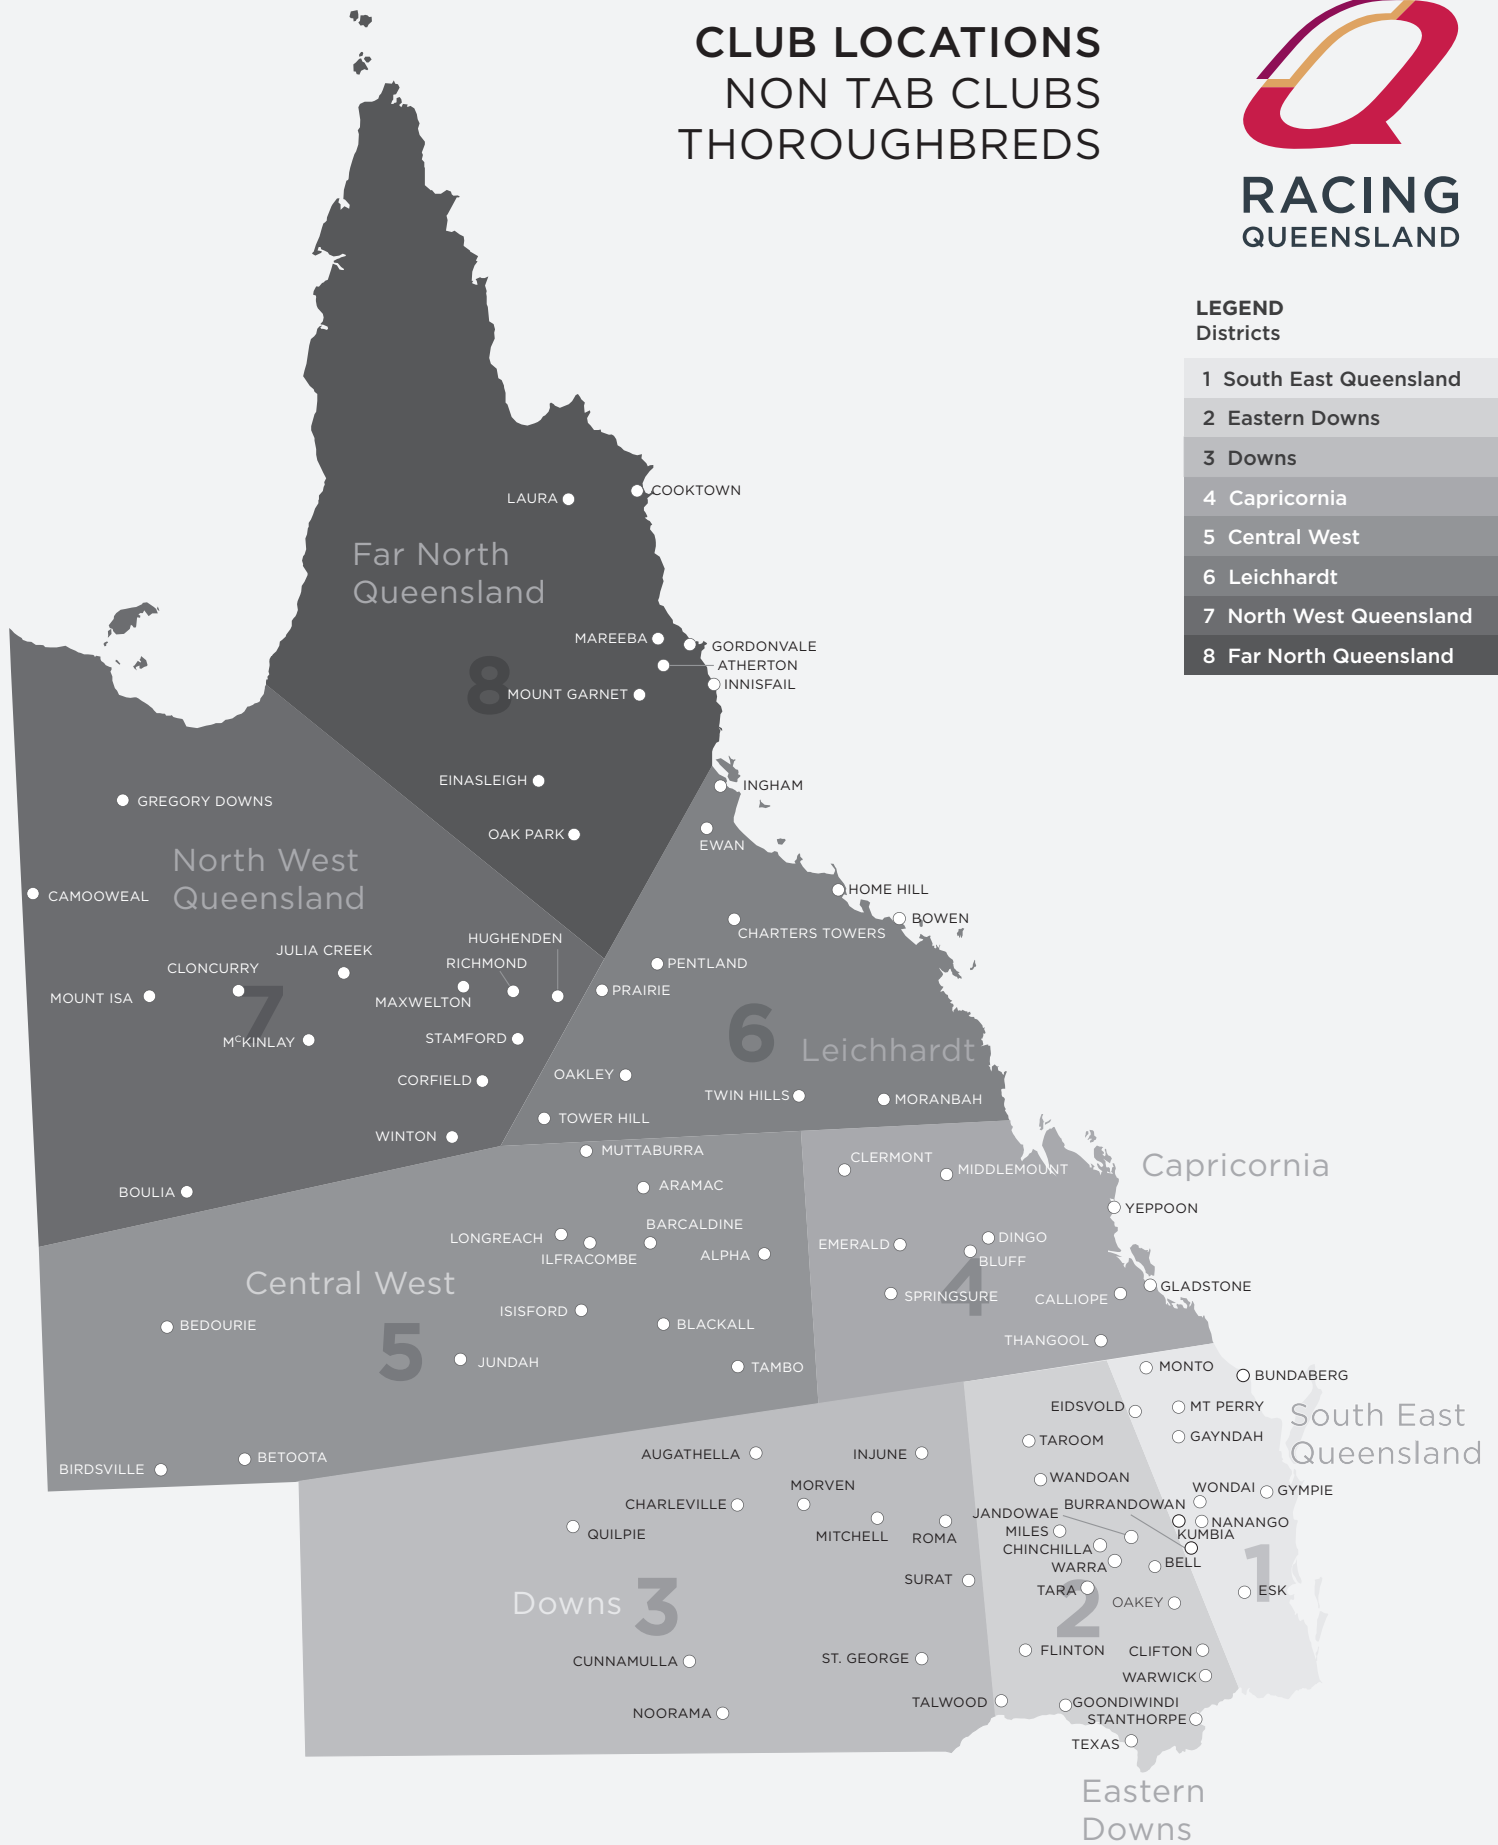 CLUB LOCATIONS
NON TAB CLUBS
THOROUGHBREDS
RACING
QUEENSLAND
LEGEND
Districts
1 South East Queensland
2 Eastern Downs
3 Downs
4 Capricornia
5 Central West
6 Leichhardt
7 North West Queensland
8 Far North Queensland
LAURA
COOKTOWN
Far North
Queensland
MAREEBA
GORDONVALE
ATHERTON
INNISFAIL
8
MOUNT GARNET
EINASLEIGH
INGHAM
GREGORY DOWNS
OAK PARK
EWAN
North West
Queensland
CAMOOWEAL
HOME HILL
BOWEN
CHARTERS TOWERS
HUGHENDEN
JULIA CREEK
RICHMOND
PENTLAND
CLONCURRY
MOUNT ISA
MAXWELTON
PRAIRIE
7
McKINLAY
STAMFORD
6
Leichhardt
CORFIELD
OAKLEY
TWIN HILLS
MORANBAH
TOWER HILL
WINTON
MUTTABURRA
CLERMONT
MIDDLEMOUNT
Capricornia
BOULIA
ARAMAC
YEPPOON
BARCALDINE
LONGREACH
ILFRACOMBE
ALPHA
EMERALD
DINGO
BLUFF
Central West
4
SPRINGSURE
CALLIOPE
GLADSTONE
ISISFORD
BEDOURIE
BLACKALL
5
THANGOOL
JUNDAH
TAMBO
MONTO
BUNDABERG
EIDSVOLD
MT PERRY
South East
Queensland
TAROOM
GAYNDAH
AUGATHELLA
INJUNE
BETOOTA
BIRDSVILLE
WANDOAN
MORVEN
WONDAI
GYMPIE
CHARLEVILLE
BURRANDOWAN
JANDOWAE
NANANGO
QUILPIE
MITCHELL
ROMA
MILES
KUMBIA
CHINCHILLA
WARRA
BELL
1
SURAT
TARA
ESK
Downs
3
2
OAKEY
CUNNAMULLA
ST. GEORGE
FLINTON
CLIFTON
WARWICK
TALWOOD
GOONDIWINDI
NOORAMA
STANTHORPE
TEXAS
Eastern
Downs